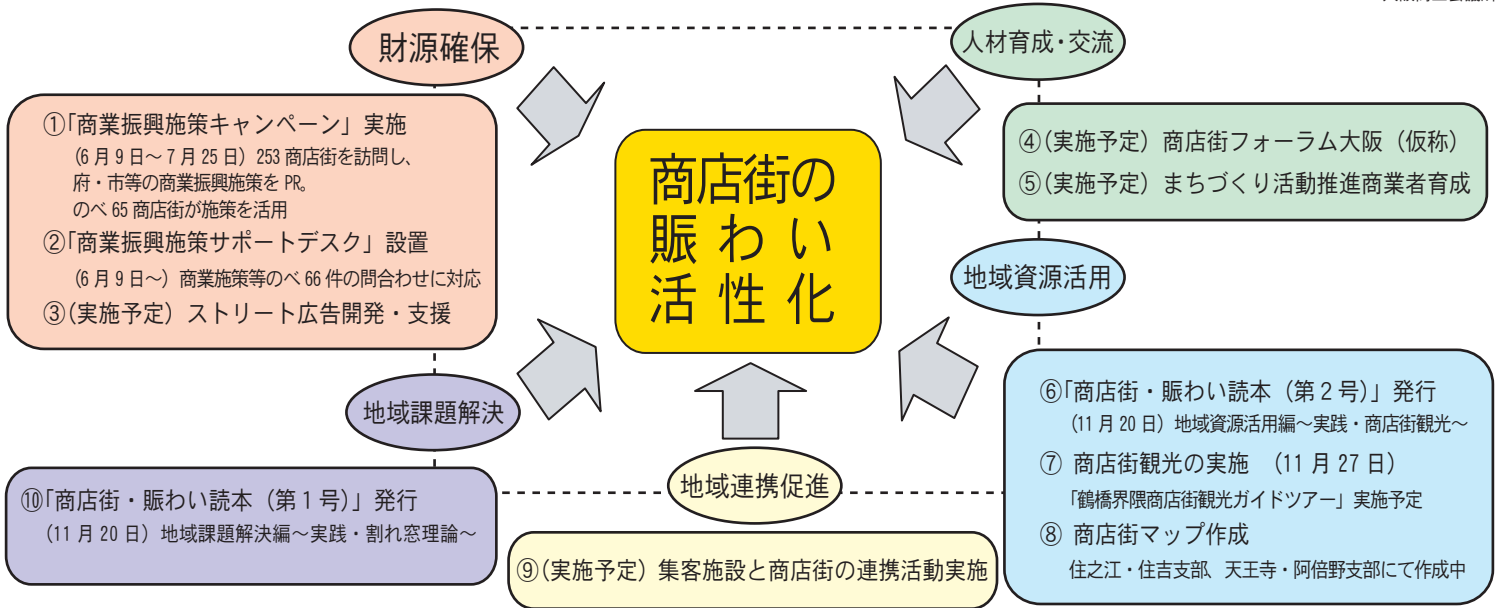 財源確保
①「商業振興施策キャンペーン」実施
(6月9日～7月25日) 253商店街を訪問し、
府・市等の商業振興施策をPR。
のべ65商店街が施策を活用
②「商業振興施策サポートデスク」設置
(6月9日～) 商業施策等のべ66件の問合わせに対応
③(実施予定) ストリート広告開発・支援
人材育成・交流
④(実施予定) 商店街フォーラム大阪 (仮称)
⑤(実施予定) まちづくり活動推進商業者育成
商店街の
賑わい
活性化
地域資源活用
⑥「商店街・賑わい読本 (第2号)」発行
(11月20日) 地域資源活用編～実践・商店街観光～
⑦ 商店街観光の実施 (11月27日)
「鶴橋界隈商店街観光ガイドツアー」実施予定
⑧ 商店街マップ作成
住之江・住吉支部、天王寺・阿倍野支部にて作成中
地域連携促進
⑨(実施予定) 集客施設と商店街の連携活動実施
地域課題解決
⑩「商店街・賑わい読本 (第1号)」発行
(11月20日) 地域課題解決編～実践・割れ窓理論～